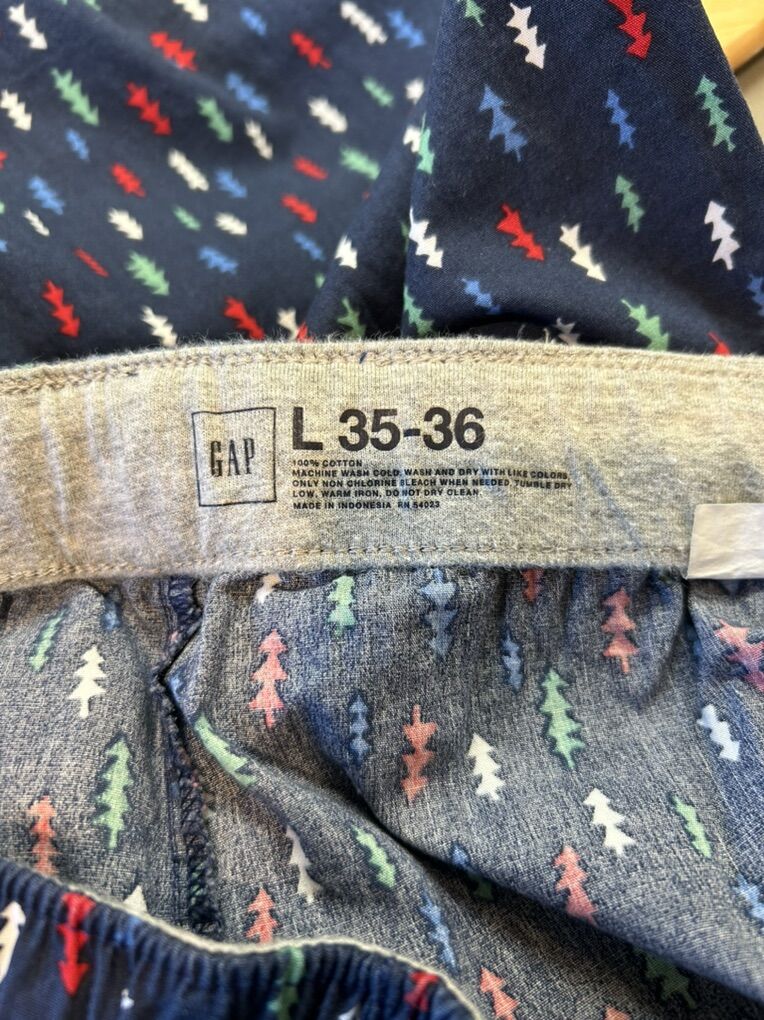 GAP
L 35-36
100% COTTON
MACHINE WASH COLD. WASH AND DRY WITH LIKE COLORS.
ONLY NON CHLORINE BLEACH WHEN NEEDED. TUMBLE DRY
LOW. WARM IRON. DO NOT DRY CLEAN.
MADE IN INDONESIA RN 54023